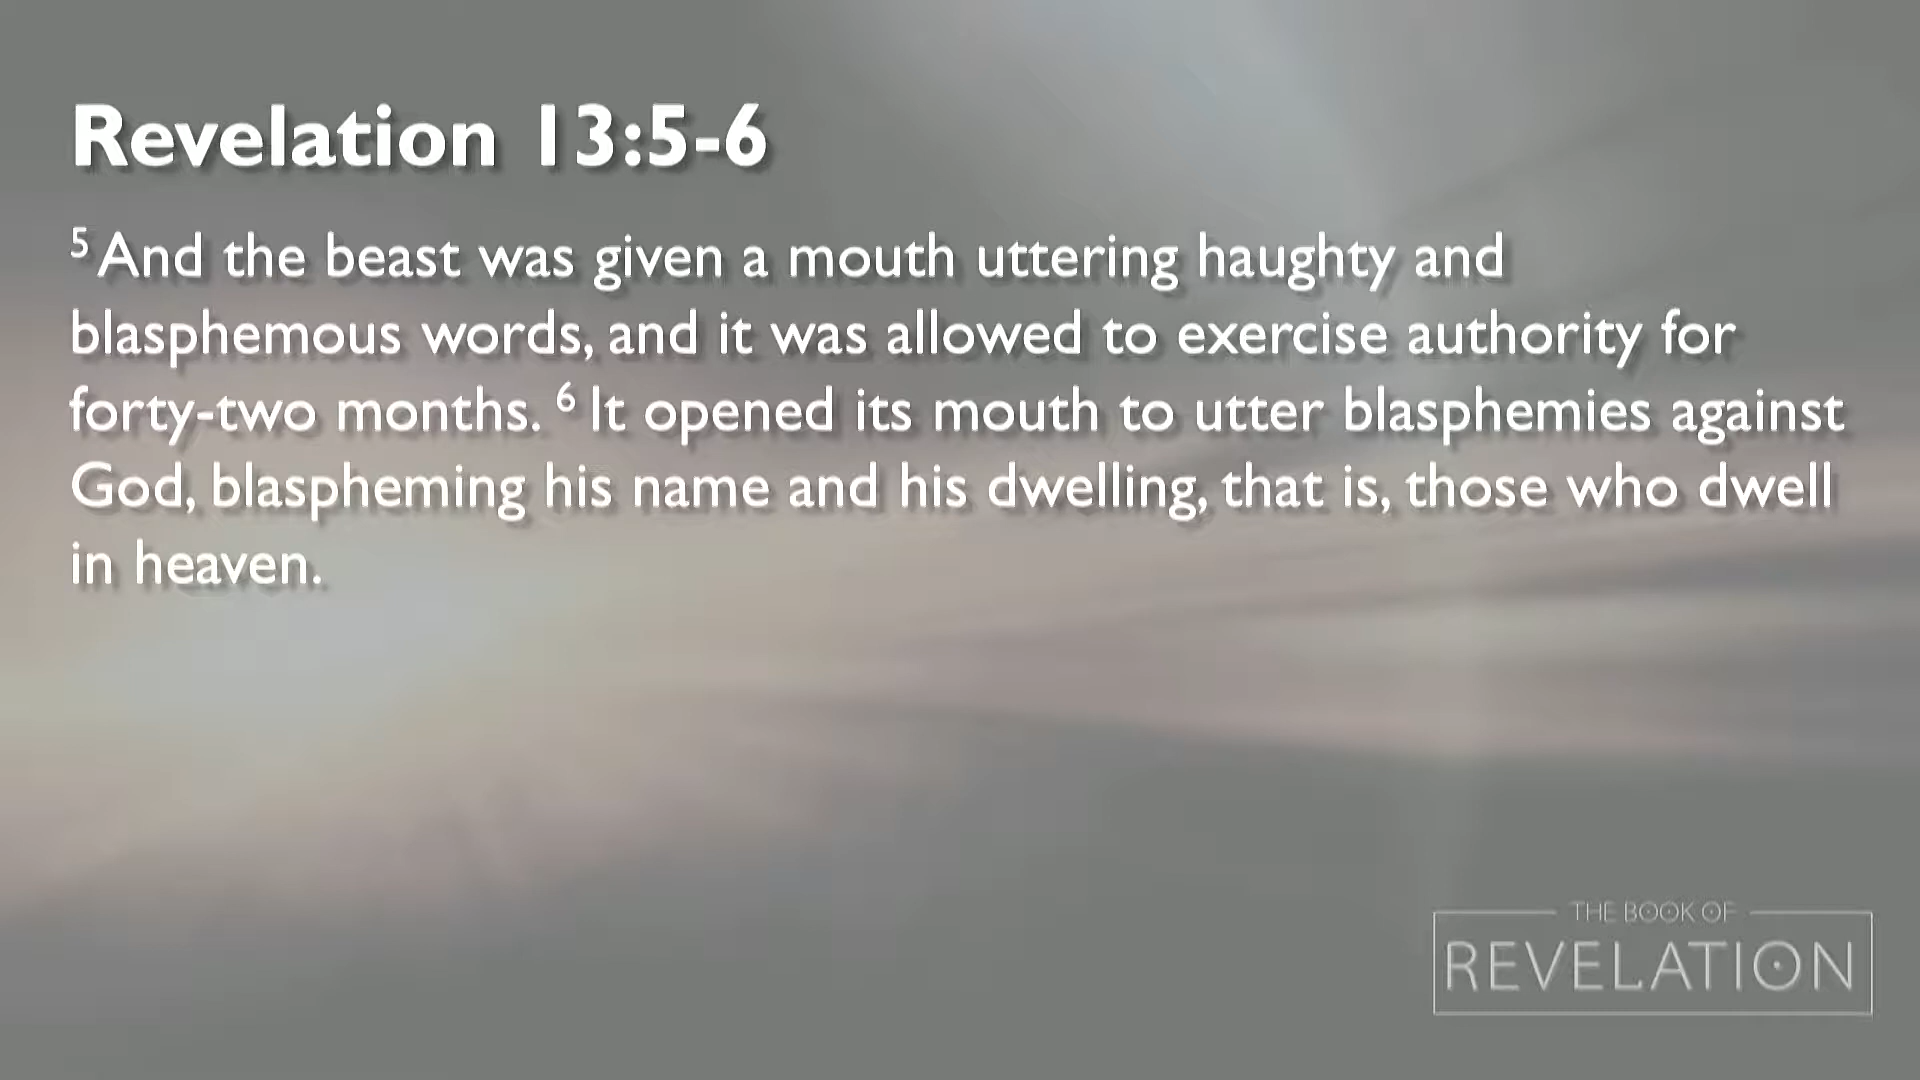 Revelation 13:5-6
5 And the beast was given a mouth uttering haughty and
blasphemous words, and it was allowed to exercise authority for
forty-two months. 6 It opened its mouth to utter blasphemies against
God, blaspheming his name and his dwelling, that is, those who dwell
in heaven.
THE BOOK OF
REVELATION